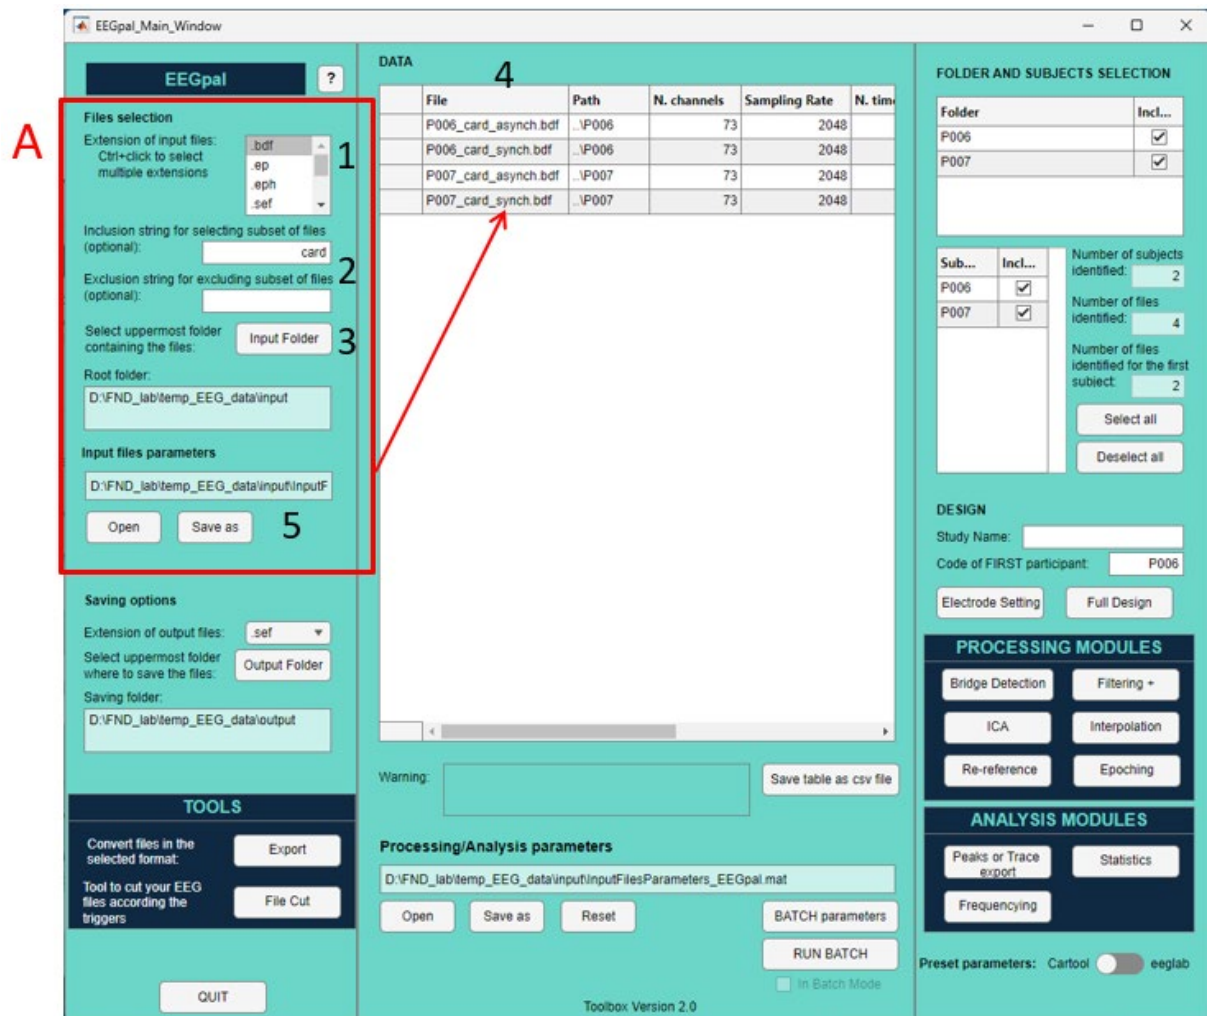 EEGpal_Main_Window
EEGpal
?
A
Files selection
Extension of input files:
Ctrl+click to select
multiple extensions
.bdf
.ep
.eph
.sef
1
Inclusion string for selecting subset of files
(optional):
card
2
Exclusion string for excluding subset of files
(optional):
Select uppermost folder
containing the files:
Input Folder
3
Root folder:
D:\FND_lab\temp_EEG_data\input
Input files parameters
D:\FND_lab\temp_EEG_data\input\InputF
Open
Save as
5
Saving options
Extension of output files:
.sef
Select uppermost folder
where to save the files:
Output Folder
Saving folder:
D:\FND_lab\temp_EEG_data\output
TOOLS
Convert files in the
selected format:
Export
Tool to cut your EEG
files according the
triggers
File Cut
QUIT
DATA
4
File Path N. channels Sampling Rate N. tim
P006_card_asynch.bdf ..\P006 73 2048
P006_card_synch.bdf ..\P006 73 2048
P007_card_asynch.bdf ..\P007 73 2048
P007_card_synch.bdf ..\P007 73 2048
Warning:
Save table as csv file
Processing/Analysis parameters
D:\FND_lab\temp_EEG_data\input\InputFilesParameters_EEGpal.mat
Open
Save as
Reset
BATCH parameters
RUN BATCH
In Batch Mode
Toolbox Version 2.0
FOLDER AND SUBJECTS SELECTION
Folder Incl...
P006
P007
Sub... Incl...
P006
P007
Number of subjects
identified:
2
Number of files
identified:
4
Number of files
identified for the first
subject:
2
Select all
Deselect all
DESIGN
Study Name:
Code of FIRST participant:
P006
Electrode Setting
Full Design
PROCESSING MODULES
Bridge Detection
Filtering +
ICA
Interpolation
Re-reference
Epoching
ANALYSIS MODULES
Peaks or Trace
export
Statistics
Frequencying
Preset parameters: Cartool eeglab